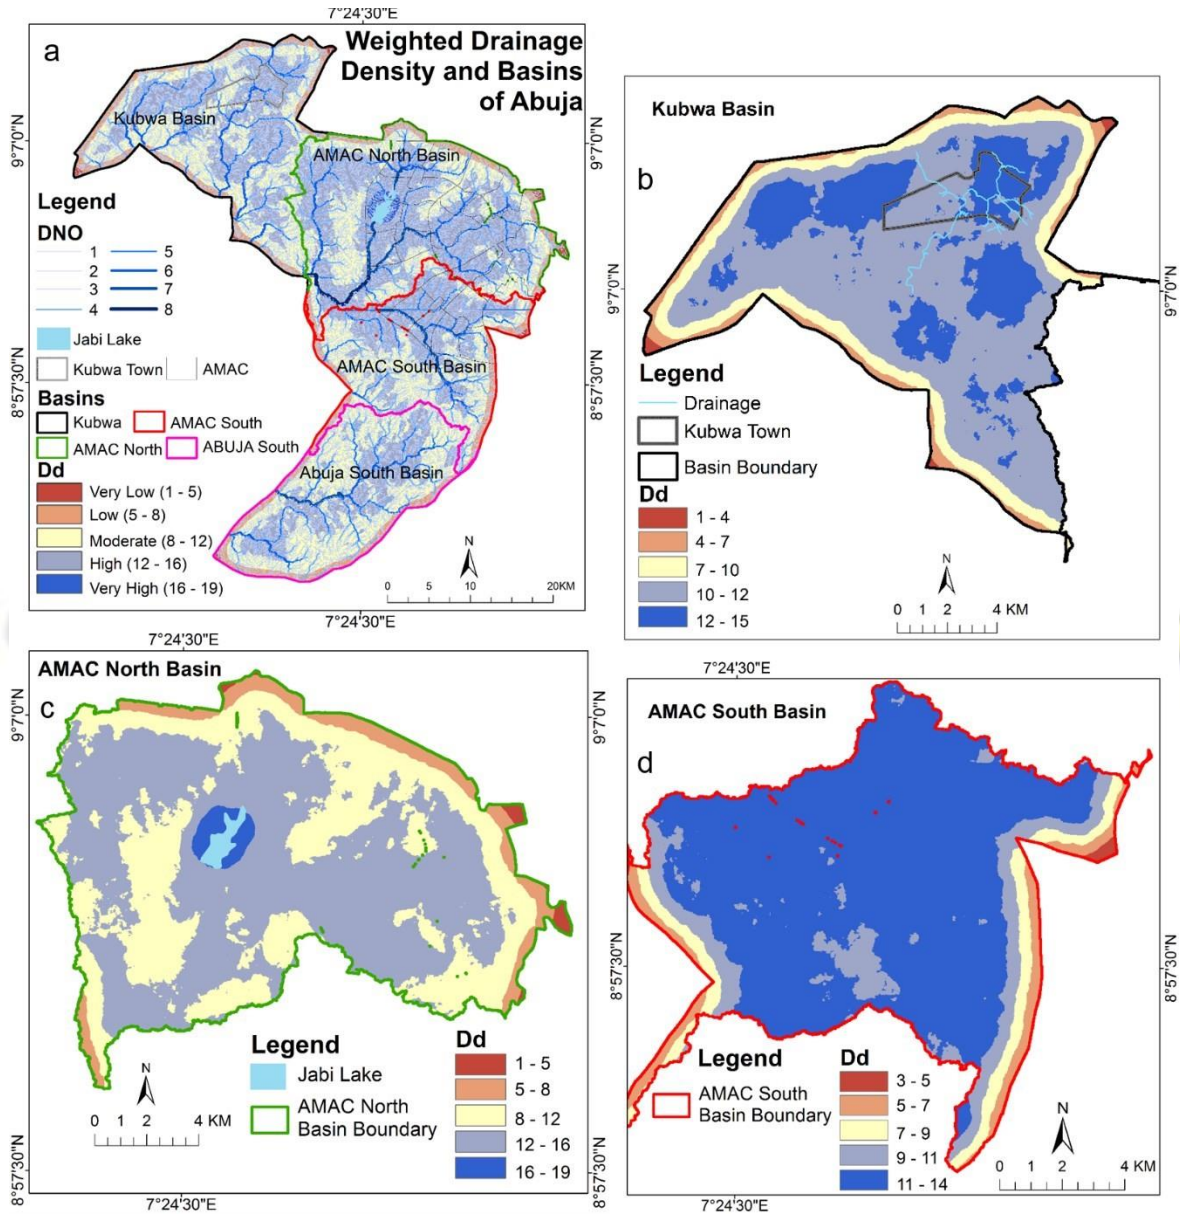 7°24'30"E
a
Weighted Drainage
Density and Basins
of Abuja
9°7'0"N
Kubwa Basin
AMAC North Basin
Legend
DNO
1 5
2 6
3 7
4 8
Jabi Lake
Kubwa Town AMAC
Basins
Kubwa AMAC South
AMAC North ABUJA South
Dd
Very Low (1 - 5)
Low (5 - 8)
Moderate (8 - 12)
High (12 - 16)
Very High (16 - 19)
8°57'30"N
AMAC South Basin
Abuja South Basin
N
0 5 10 20KM
9°7'0"N
8°57'30"N
7°24'30"E
Kubwa Basin
b
9°7'0"N
9°7'0"N
Legend
Drainage
Kubwa Town
Basin Boundary
Dd
1 - 4
4 - 7
7 - 10
10 - 12
12 - 15
N
0 2 4 KM
7°24'30"E
AMAC North Basin
c
9°7'0"N
9°7'0"N
N
0 1 2 4 KM
Legend
Jabi Lake
AMAC North
Basin Boundary
Dd
1 - 5
5 - 8
8 - 12
12 - 16
16 - 19
8°57'30"N
8°57'30"N
7°24'30"E
7°24'30"E
AMAC South Basin
d
8°57'30"N
8°57'30"N
Legend
AMAC South
Basin Boundary
Dd
3 - 5
5 - 7
7 - 9
9 - 11
11 - 14
N
0 1 2 4 KM
7°24'30"E